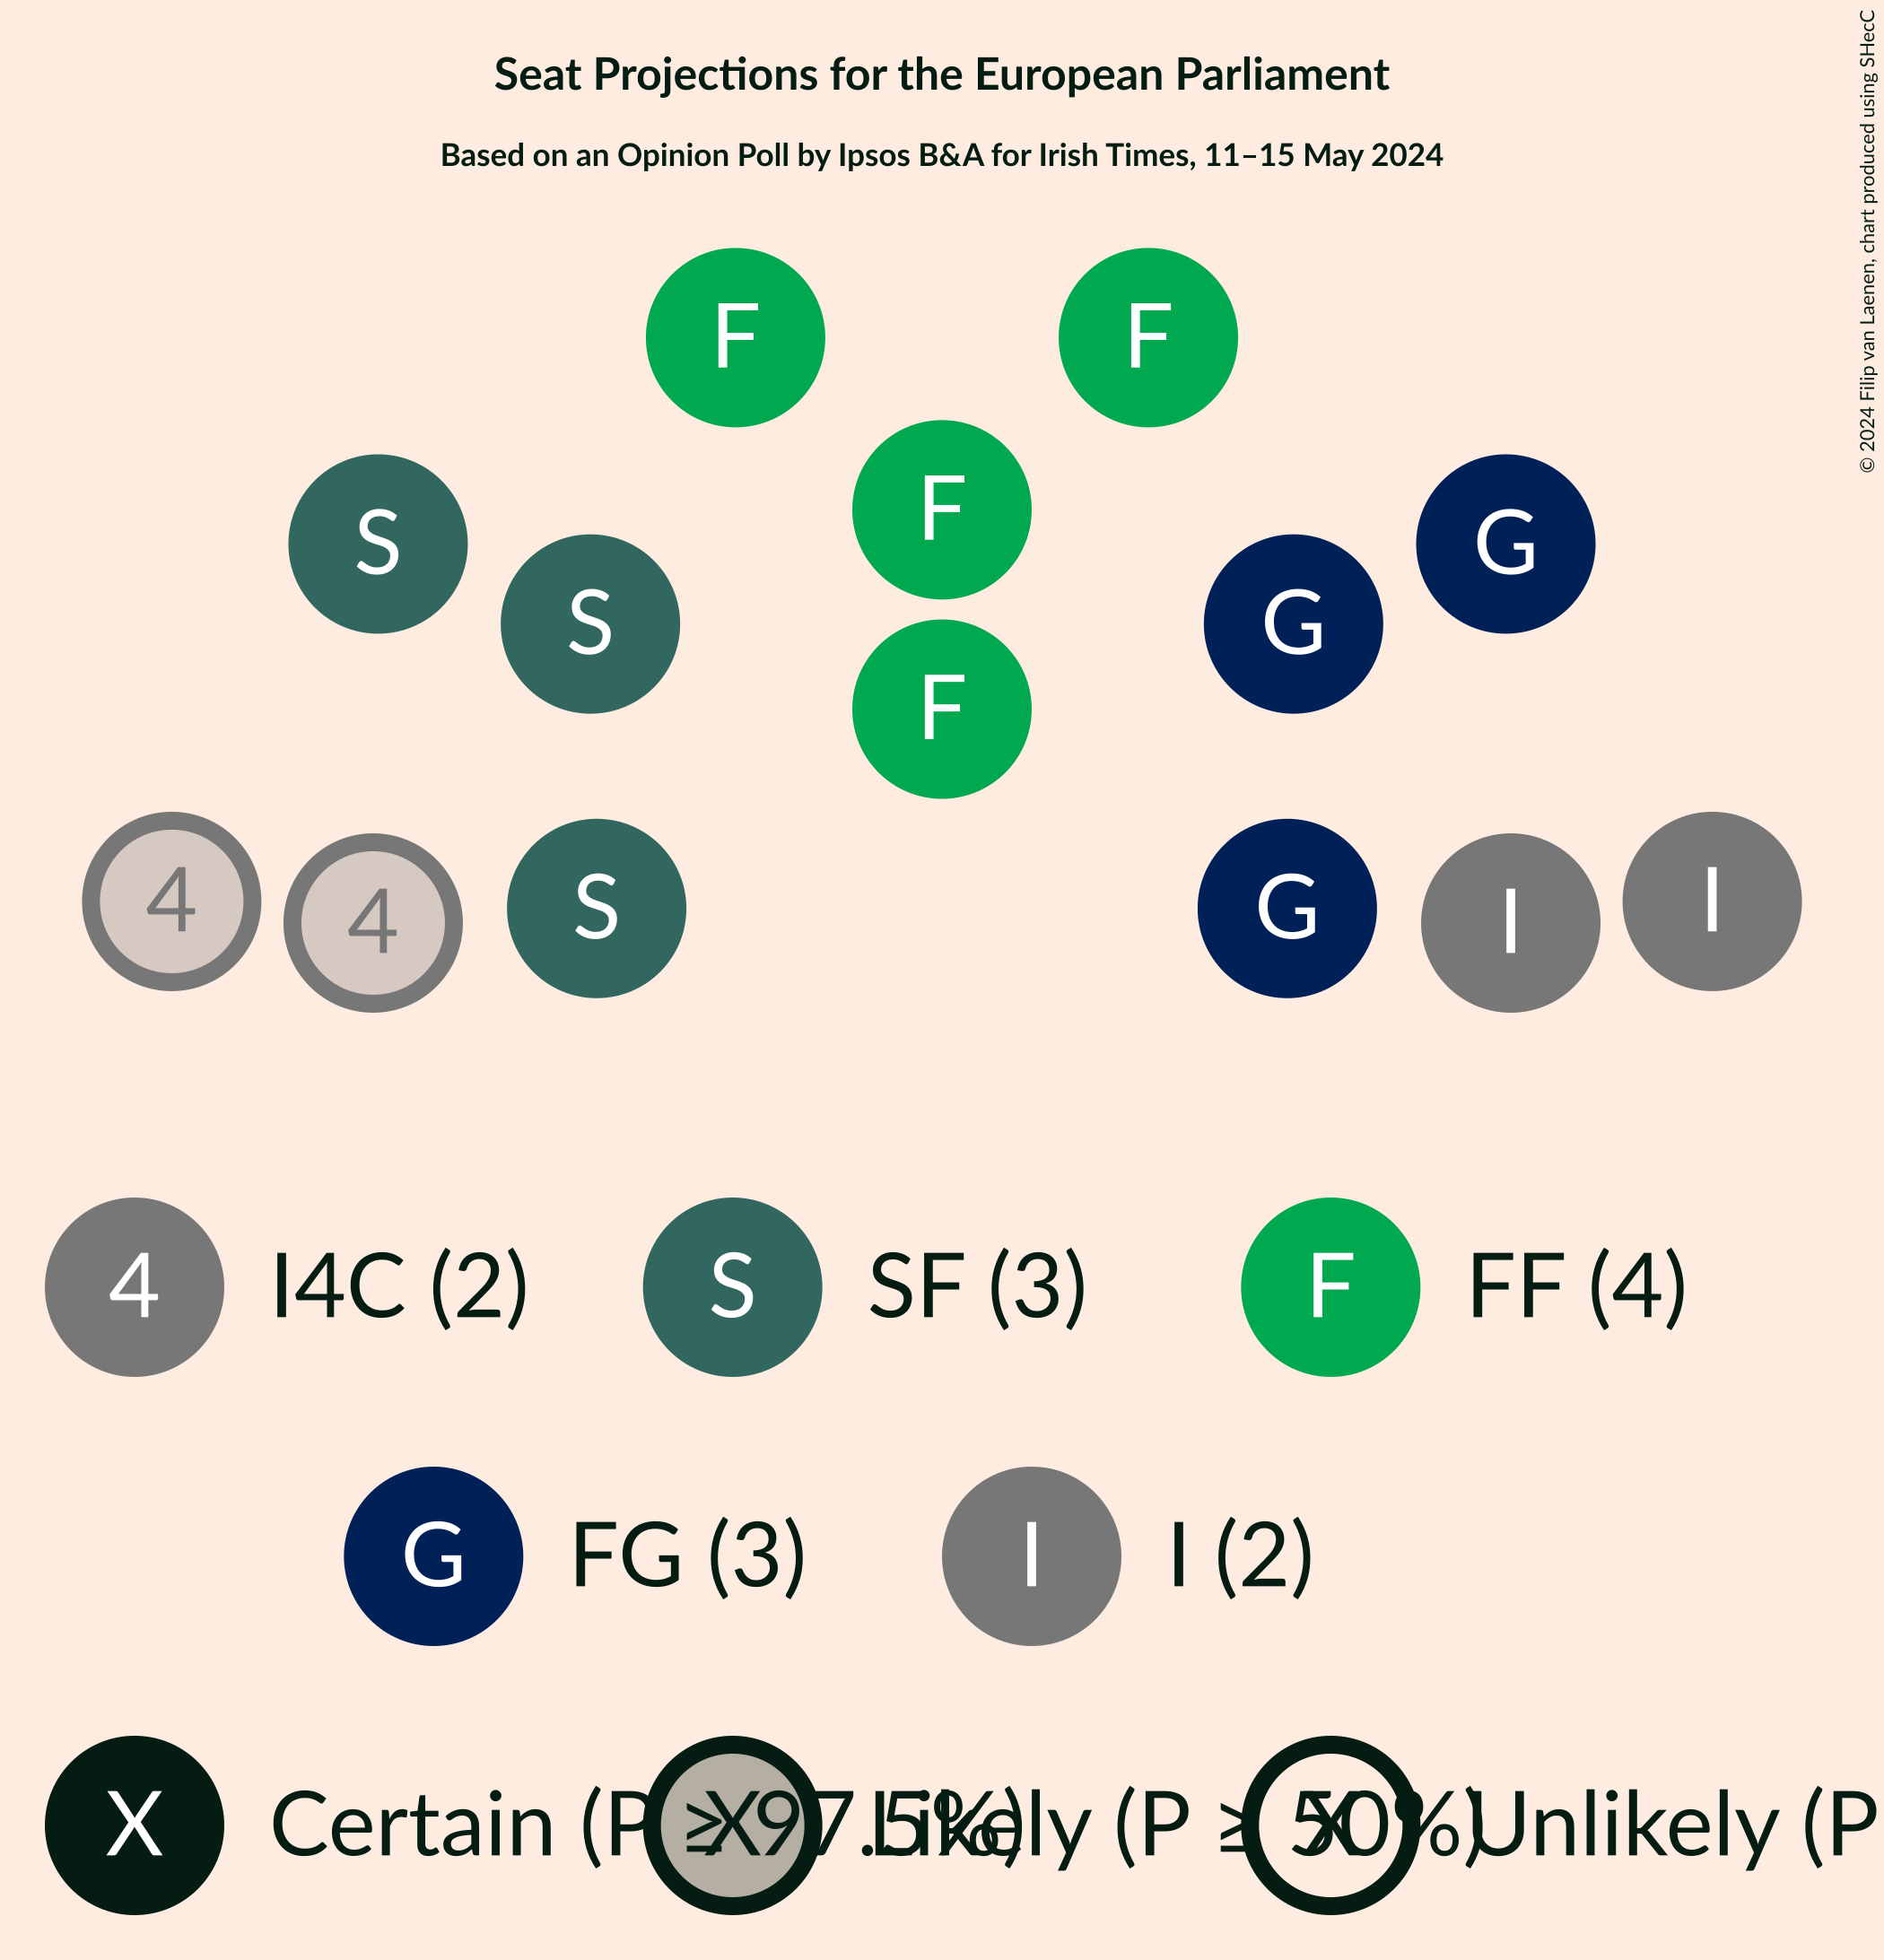 Seat Projections for the European Parliament
Based on an Opinion Poll by Ipsos B&A for Irish Times, 11–15 May 2024
© 2024 Filip van Laenen, chart produced using SHecC
F F
F
S G
S G
F
4 I
4 I
S G
4 I4C (2) S SF (3) F FF (4)
G FG (3) I I (2)
X Certain (P ≥ 97.5%) X Likely (P ≥ 50%) X Unlikely (P